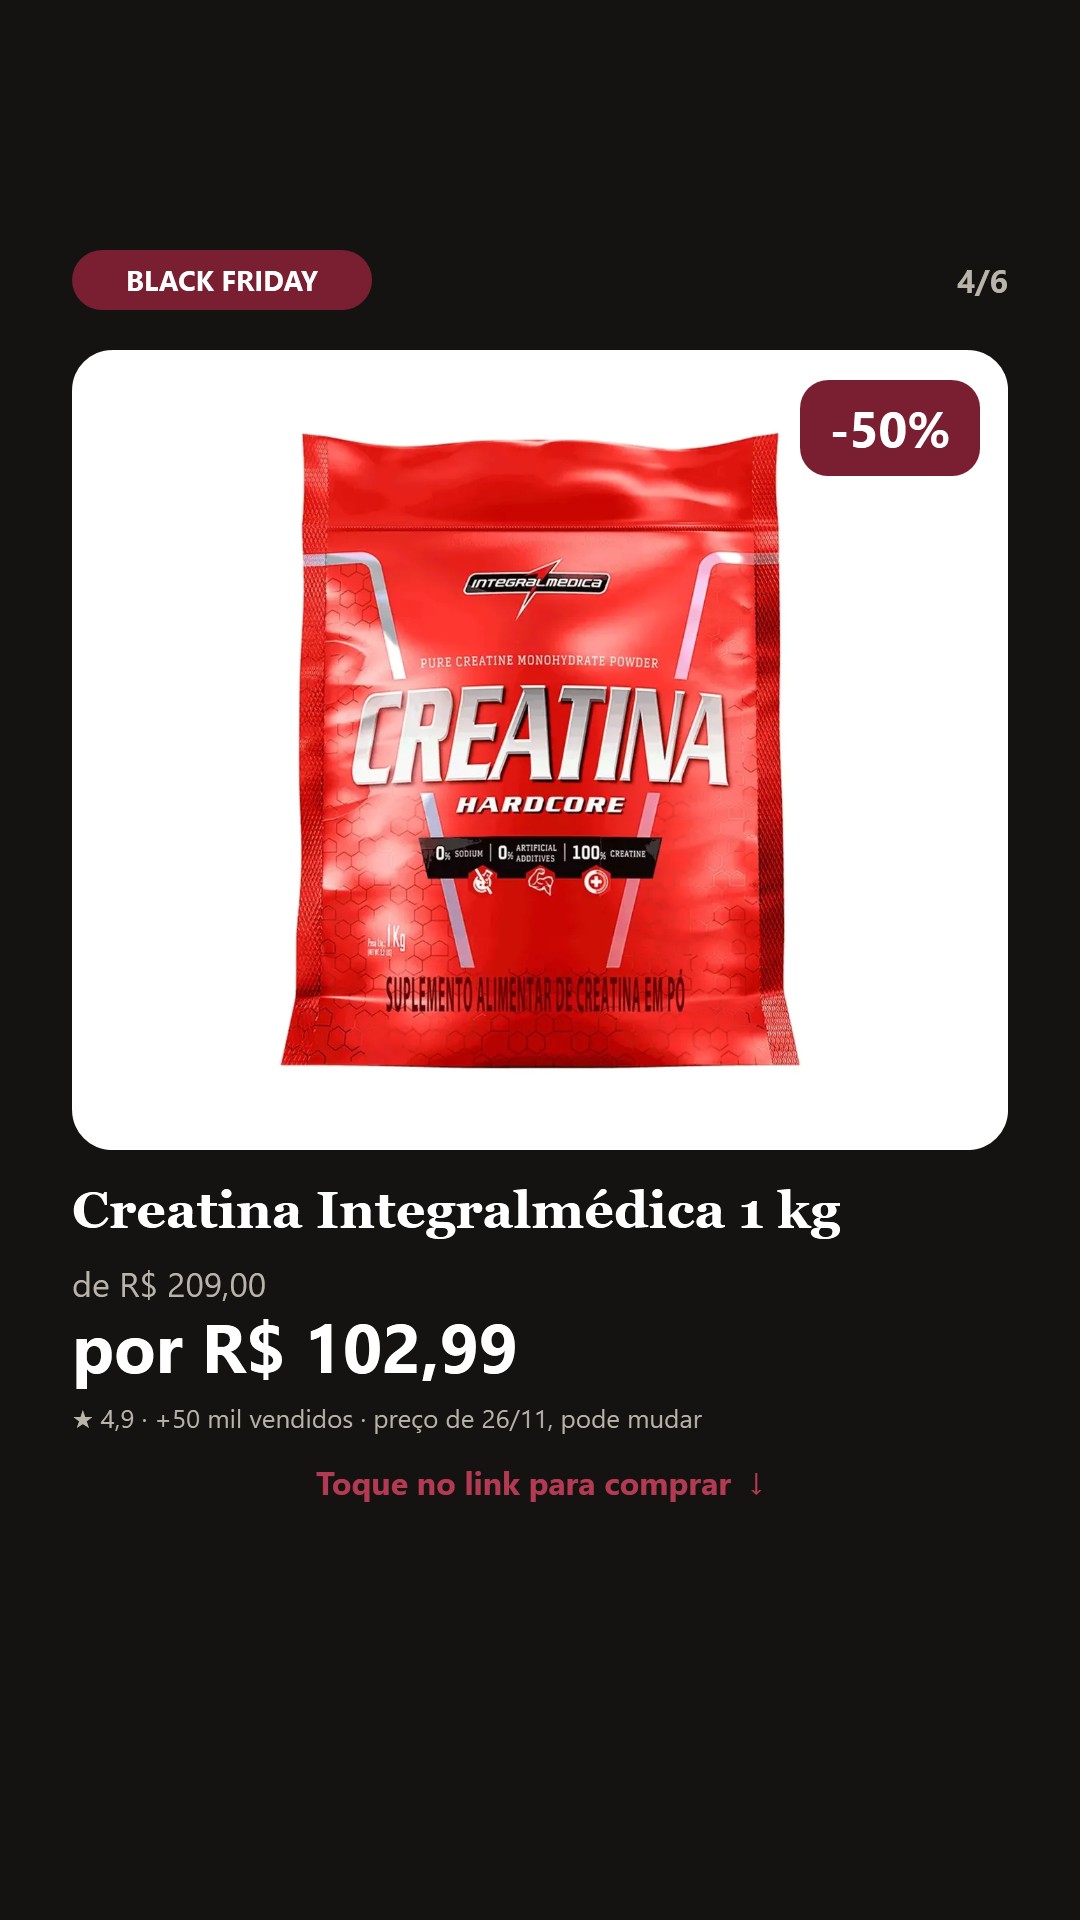 BLACK FRIDAY
4/6
-50%
INTEGRALMEDICA
PURE CREATINE MONOHYDRATE POWDER
CREATINA
HARDCORE
0% SODIUM | 0% ARTIFICIAL ADDITIVES | 100% CREATINE
1Kg
SUPLEMENTO ALIMENTAR DE CREATINA EM PÓ
Creatina Integralmédica 1 kg
de R$ 209,00
por R$ 102,99
★ 4,9 · +50 mil vendidos · preço de 26/11, pode mudar
Toque no link para comprar ↓